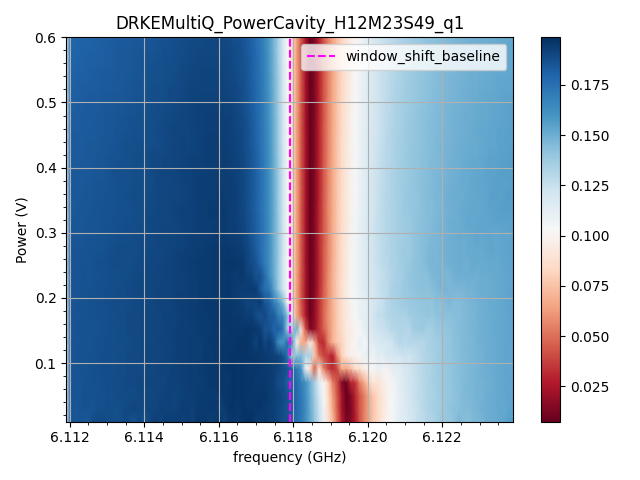 DRKEMultiQ_PowerCavity_H12M23S49_q1
window_shift_baseline
Power (V)
0.6
0.5
0.4
0.3
0.2
0.1
6.112 6.114 6.116 6.118 6.120 6.122
frequency (GHz)
0.175
0.150
0.125
0.100
0.075
0.050
0.025